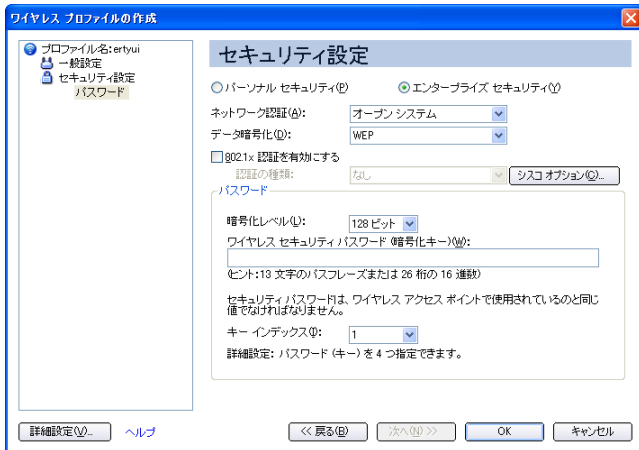 ワイヤレス プロファイルの作成
プロファイル名:ertyui
一般設定
セキュリティ設定
パスワード
セキュリティ設定
パーソナル セキュリティ(P)
エンタープライズ セキュリティ(Y)
ネットワーク認証(A):
オープン システム
データ暗号化(D):
WEP
802.1x 認証を有効にする
認証の種類:
なし
シスコ オプション(C)...
パスワード
暗号化レベル(L):
128 ビット
ワイヤレス セキュリティ パスワード (暗号化キー)(W):
(ヒント:13 文字のパスフレーズまたは 26 桁の 16 進数)
セキュリティ パスワードは、ワイヤレス アクセス ポイントで使用されているのと同じ
値でなければなりません。
キー インデックス(I):
1
詳細設定: パスワード (キー) を 4 つ指定できます。
詳細設定(V)...
ヘルプ
<< 戻る(B)
次へ(N) >>
OK
キャンセル